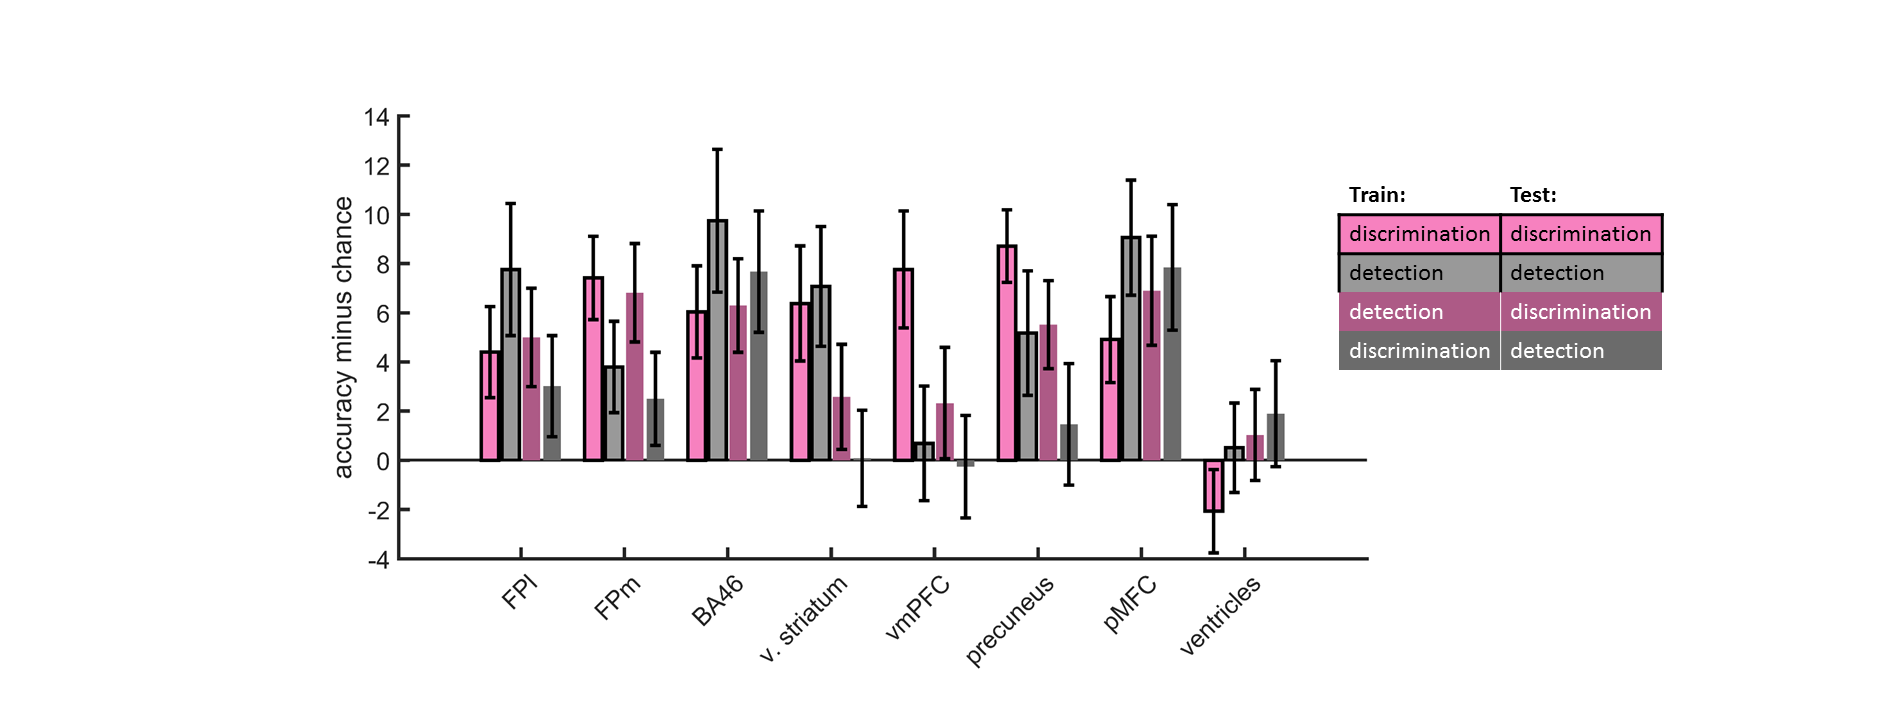 accuracy minus chance
14
12
10
8
6
4
2
0
-2
-4
FPl
FPm
BA46
v. striatum
vmPFC
precuneus
pMFC
ventricles
Train: Test:
discrimination discrimination
detection detection
detection discrimination
discrimination detection